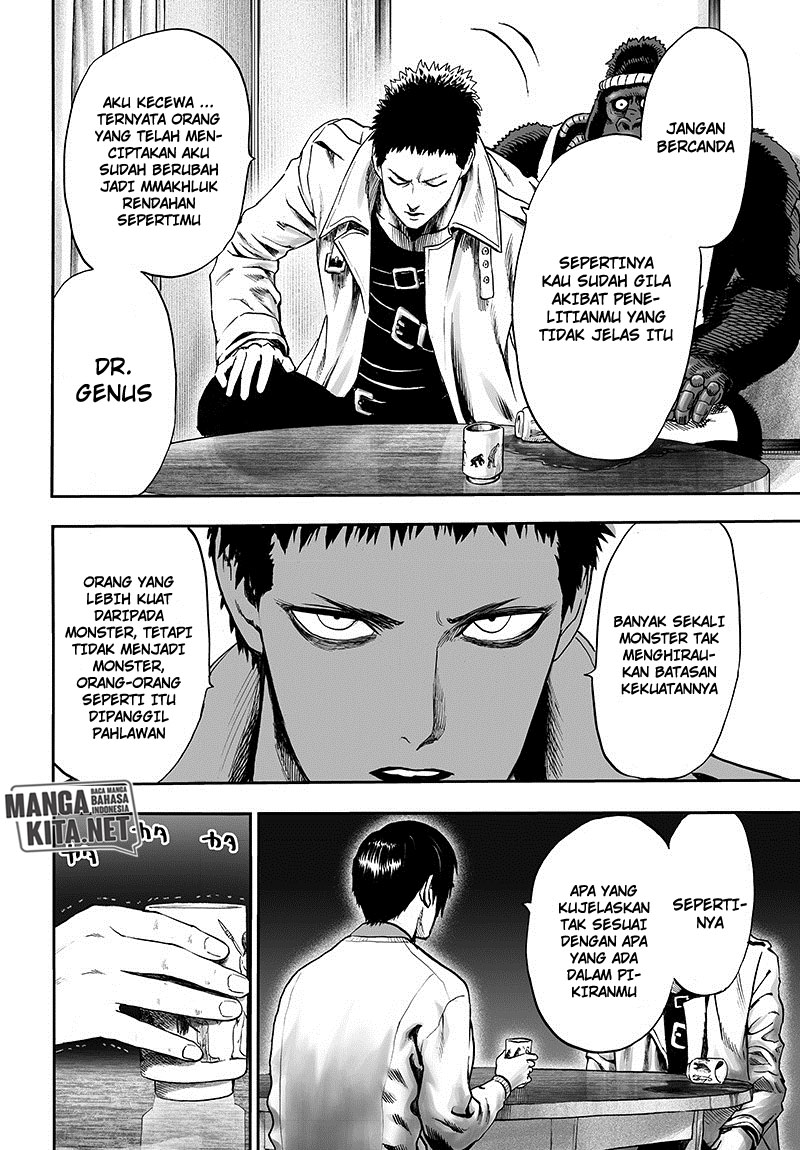 JANGAN
BERCANDA
SEPERTINYA
KAU SUDAH GILA
AKIBAT PENE-
LITIANMU YANG
TIDAK JELAS ITU
AKU KECEWA ...
TERNYATA ORANG
YANG TELAH MEN-
CIPTAKAN AKU
SUDAH BERUBAH
JADI MMAKHLUK
RENDAHAN
SEPERTIMU
DR.
GENUS
BANYAK SEKALI
MONSTER TAK
MENGHIRAU-
KAN BATASAN
KEKUATANNYA
ORANG YANG
LEBIH KUAT
DARIPADA
MONSTER, TETAPI
TIDAK MENJADI
MONSTER,
ORANG-ORANG
SEPERTI ITU
DIPANGGIL
PAHLAWAN
SEPERTI-
NYA
APA YANG
KUJELASKAN
TAK SESUAI
DENGAN APA
YANG ADA
DALAM PI-
KIRANMU
カタ
カタ
カタ
MANGA
KITA.NET
BACA MANGA
BAHASA
INDONESIA